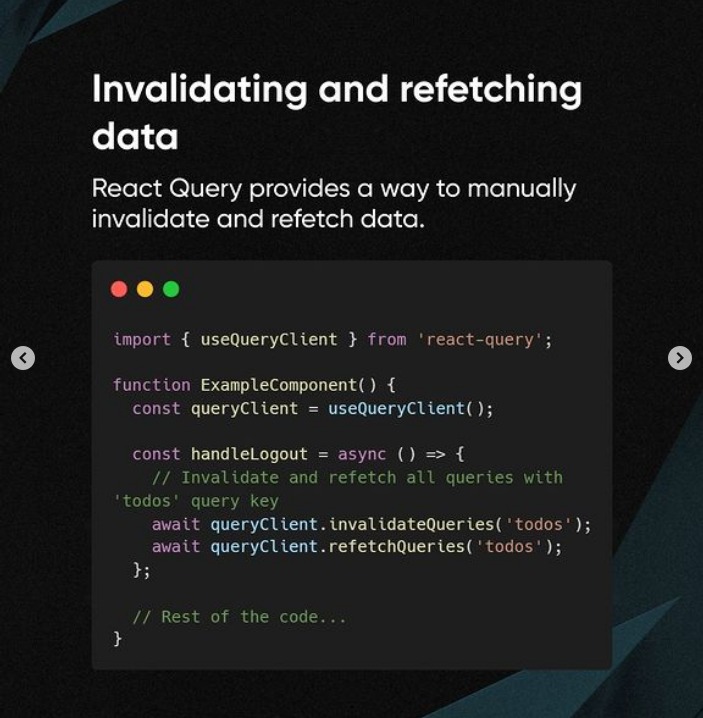 Invalidating and refetching
data
React Query provides a way to manually
invalidate and refetch data.
import { useQueryClient } from 'react-query';
function ExampleComponent() {
const queryClient = useQueryClient();
const handleLogout = async () => {
// Invalidate and refetch all queries with
'todos' query key
await queryClient.invalidateQueries('todos');
await queryClient.refetchQueries('todos');
};
// Rest of the code...
}